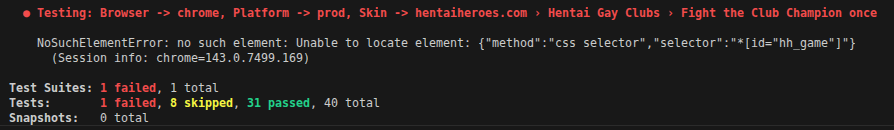 ● Testing: Browser -> chrome, Platform -> prod, Skin -> hentaiheroes.com › Hentai Gay Clubs › Fight the Club Champion once
NoSuchElementError: no such element: Unable to locate element: {"method":"css selector","selector":"*[id="hh_game"]"}
(Session info: chrome=143.0.7499.169)
Test Suites: 1 failed, 1 total
Tests: 1 failed, 8 skipped, 31 passed, 40 total
Snapshots: 0 total